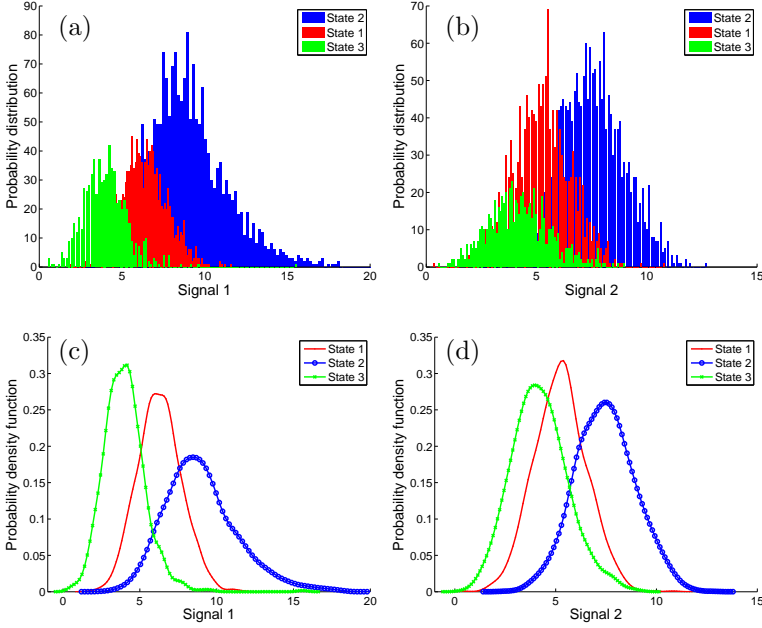 (a)
State 2
State 1
State 3
Probability distribution
90
80
70
60
50
40
30
20
10
0
0 5 10 15 20
Signal 1
(b)
State 2
State 1
State 3
Probability distribution
70
60
50
40
30
20
10
0
0 5 10 15
Signal 2
(c)
State 1
State 2
State 3
Probability density function
0.35
0.3
0.25
0.2
0.15
0.1
0.05
0
0 5 10 15 20
Signal 1
(d)
State 1
State 2
State 3
Probability density function
0.35
0.3
0.25
0.2
0.15
0.1
0.05
0
0 5 10 15
Signal 2